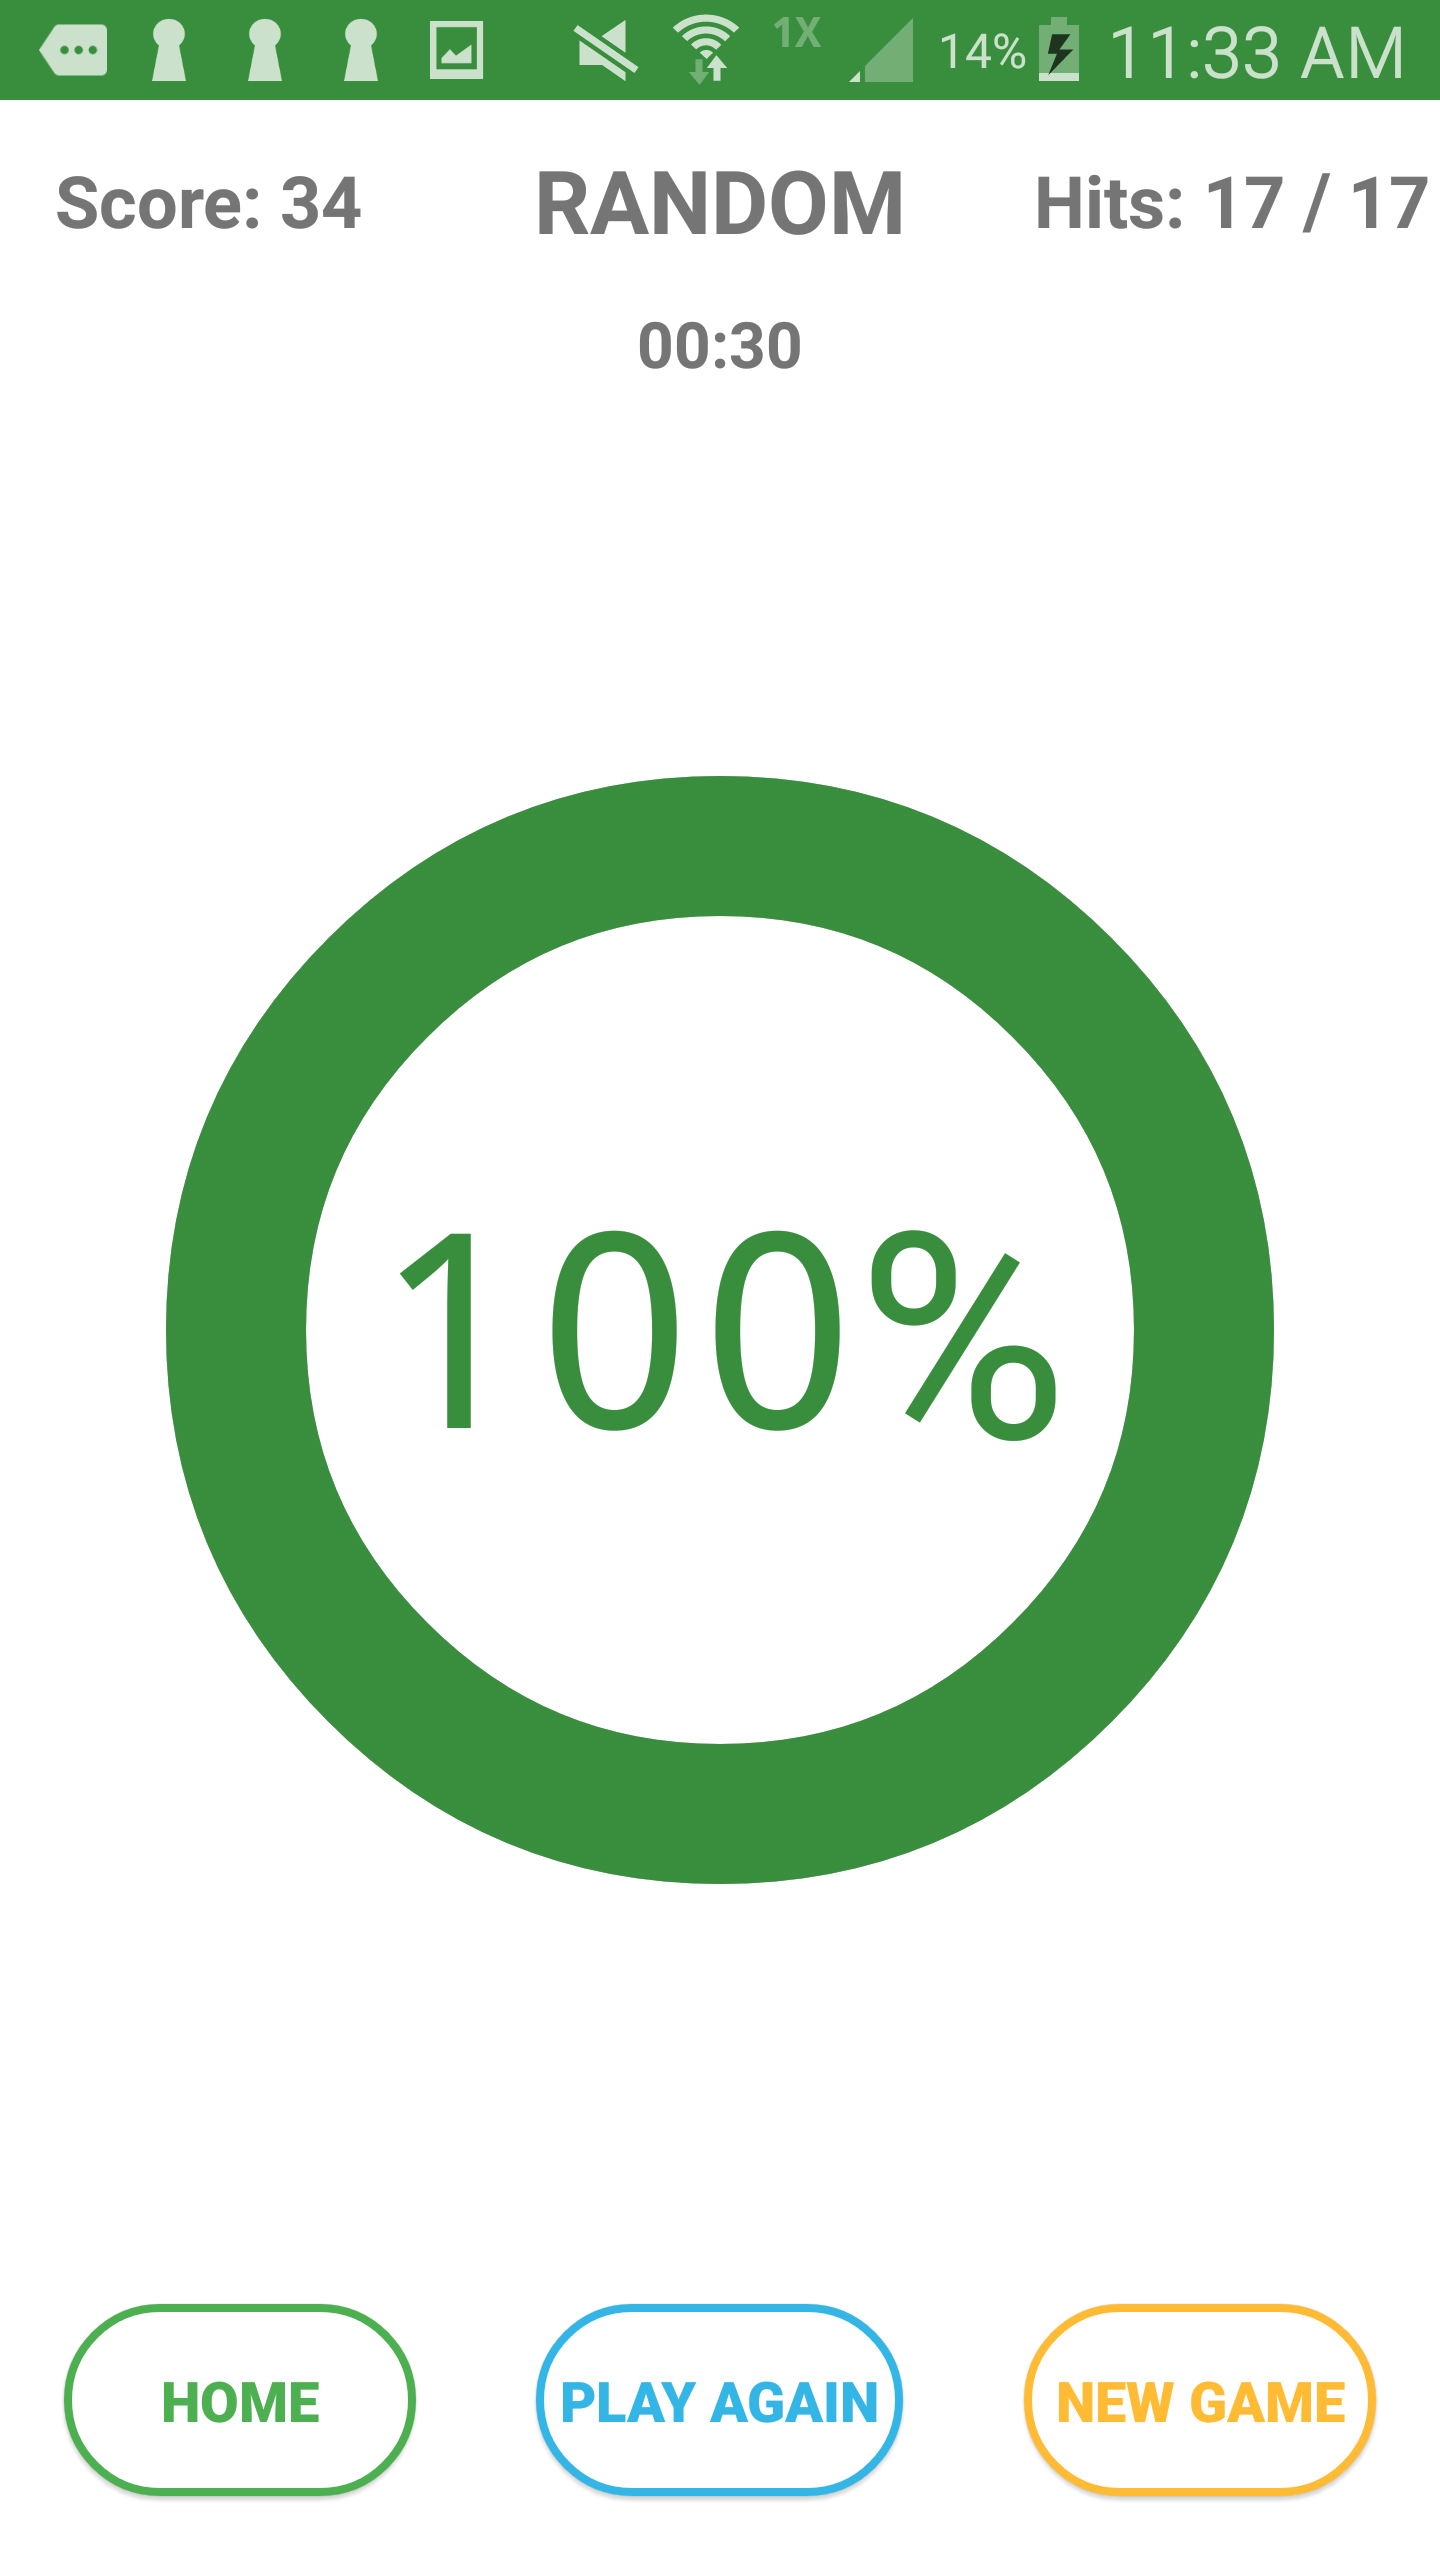 1X 14% 11:33 AM
Score: 34 RANDOM Hits: 17 / 17
00:30
100%
HOME PLAY AGAIN NEW GAME